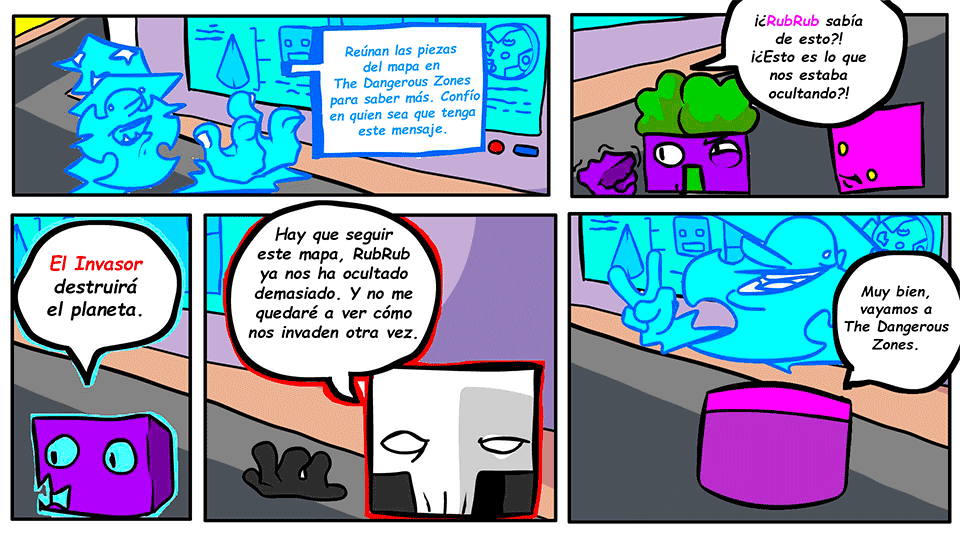 Reúnan las piezas
del mapa en
The Dangerous Zones
para saber más. Confío
en quien sea que tenga
este mensaje.
¡¿RubRub sabía
de esto?!
¡¿Esto es lo que
nos estaba
ocultando?!
El Invasor
destruirá
el planeta.
Hay que seguir
este mapa, RubRub
ya nos ha ocultado
demasiado. Y no me
quedaré a ver cómo
nos invaden otra vez.
Muy bien,
vayamos a
The Dangerous
Zones.